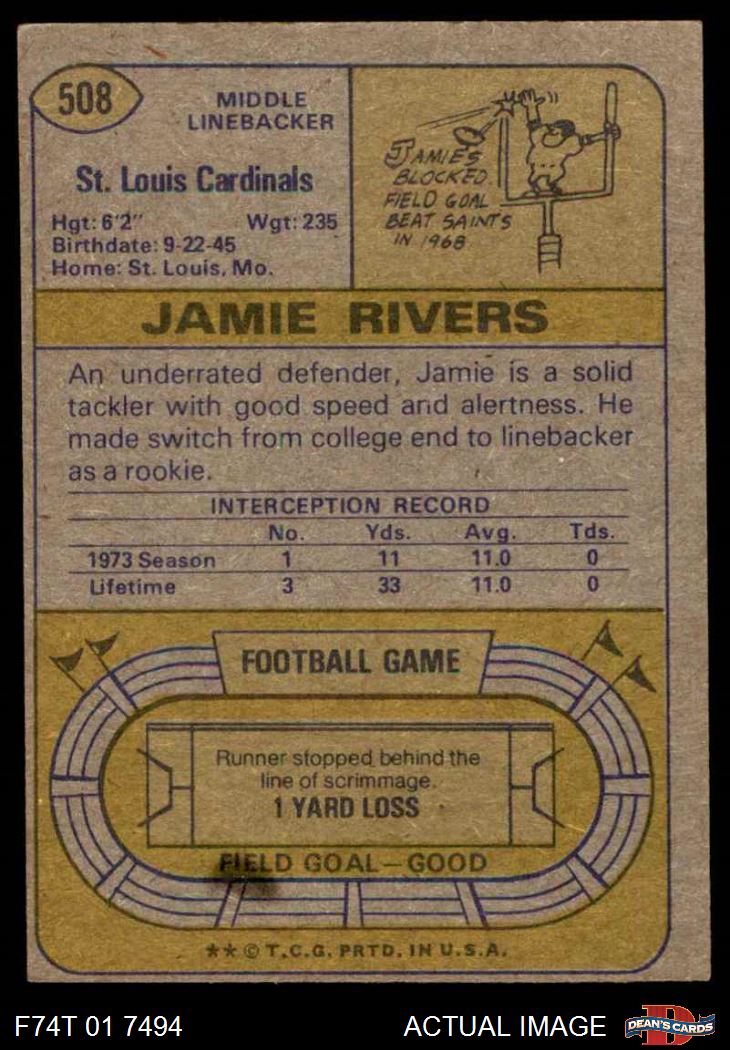 508
MIDDLE
LINEBACKER
St. Louis Cardinals
Hgt: 6'2" Wgt: 235
Birthdate: 9-22-45
Home: St. Louis, Mo.
JAMIE'S
BLOCKED
FIELD GOAL
BEAT SAINTS
IN 1968
JAMIE RIVERS
An underrated defender, Jamie is a solid
tackler with good speed and alertness. He
made switch from college end to linebacker
as a rookie.
INTERCEPTION RECORD
No. Yds. Avg. Tds.
1973 Season 1 11 11.0 0
Lifetime 3 33 11.0 0
FOOTBALL GAME
Runner stopped behind the
line of scrimmage.
1 YARD LOSS
FIELD GOAL—GOOD
** © T.C.G. PRTD. IN U.S.A.
F74T 01 7494 ACTUAL IMAGE
D
DEAN'S CARDS